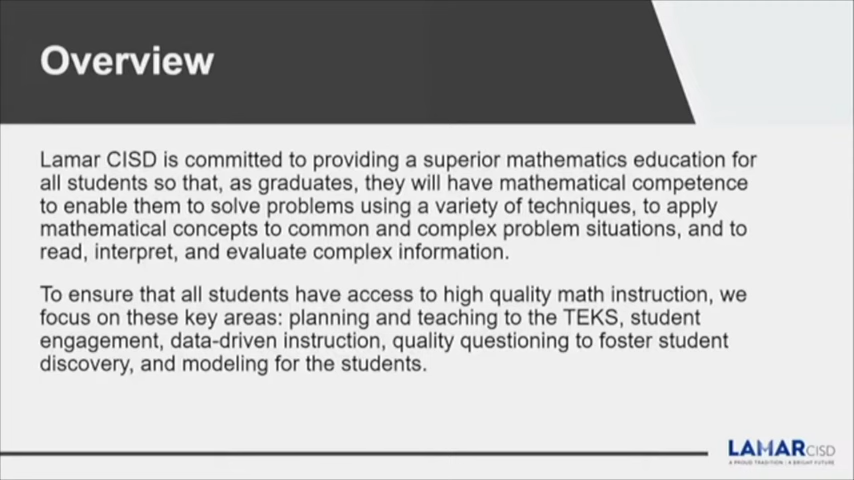 Overview
Lamar CISD is committed to providing a superior mathematics education for
all students so that, as graduates, they will have mathematical competence
to enable them to solve problems using a variety of techniques, to apply
mathematical concepts to common and complex problem situations, and to
read, interpret, and evaluate complex information.
To ensure that all students have access to high quality math instruction, we
focus on these key areas: planning and teaching to the TEKS, student
engagement, data-driven instruction, quality questioning to foster student
discovery, and modeling for the students.
LAMAR CISD
A PROUD TRADITION | A BRIGHT FUTURE